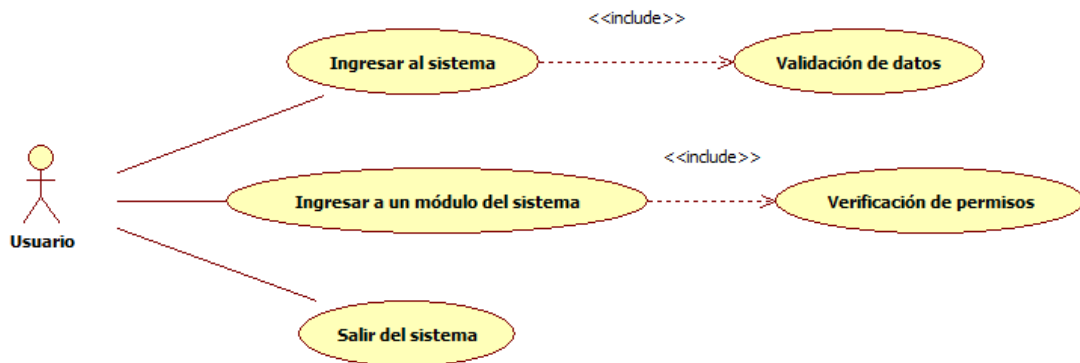 <<include>>
Ingresar al sistema
Validación de datos
<<include>>
Ingresar a un módulo del sistema
Verificación de permisos
Usuario
Salir del sistema